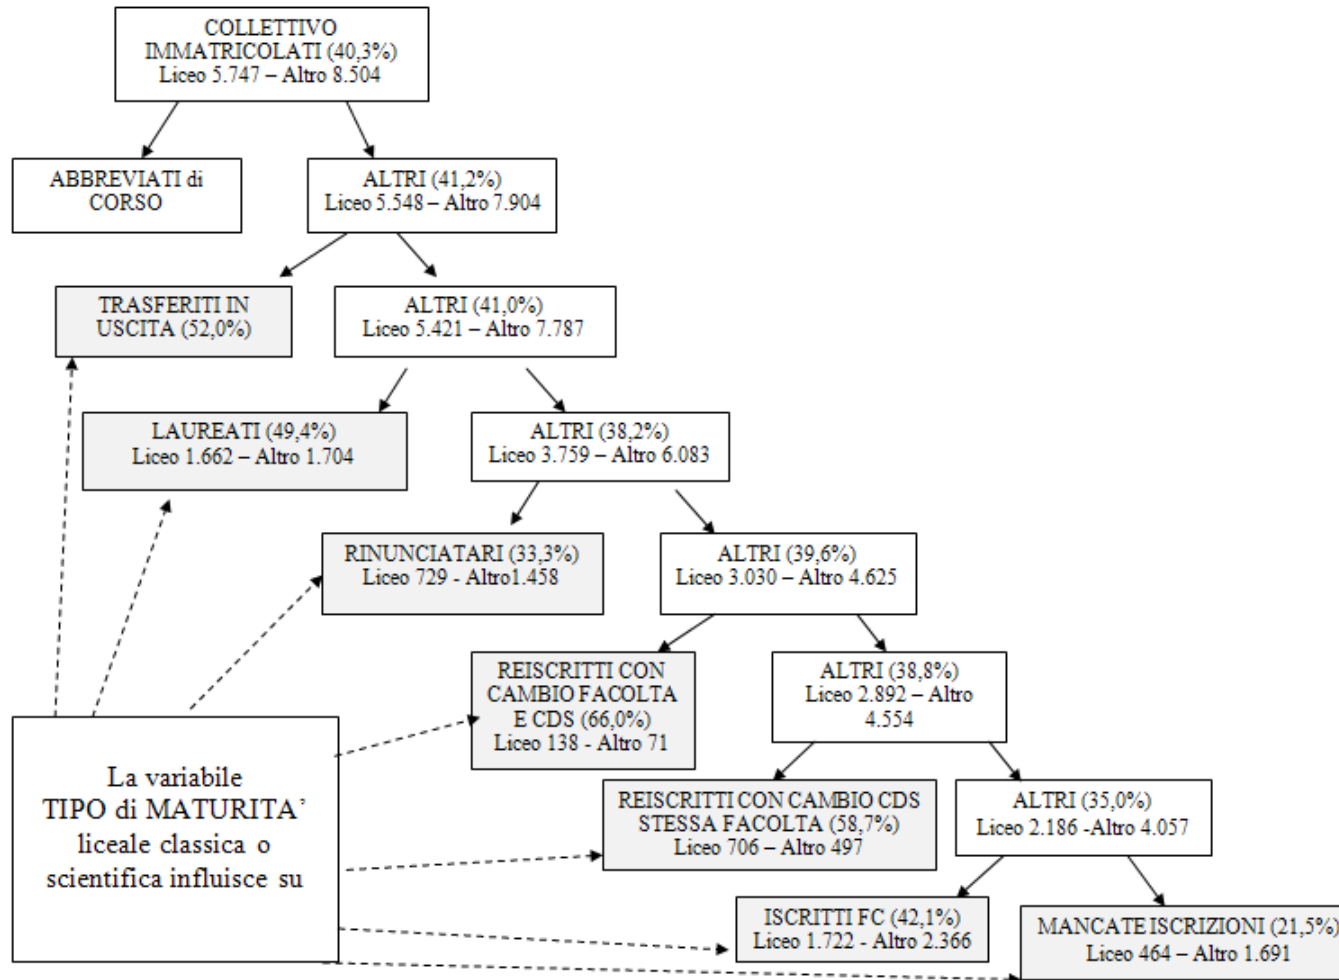 COLLETTIVO
IMMATRICOLATI (40,3%)
Liceo 5.747 – Altro 8.504
ABBREVIATI di
CORSO
ALTRI (41,2%)
Liceo 5.548 – Altro 7.904
TRASFERITI IN
USCITA (52,0%)
ALTRI (41,0%)
Liceo 5.421 – Altro 7.787
LAUREATI (49,4%)
Liceo 1.662 – Altro 1.704
ALTRI (38,2%)
Liceo 3.759 – Altro 6.083
RINUNCIATARI (33,3%)
Liceo 729 - Altro1.458
ALTRI (39,6%)
Liceo 3.030 – Altro 4.625
REISCRITTI CON
CAMBIO FACOLTA
E CDS (66,0%)
Liceo 138 - Altro 71
ALTRI (38,8%)
Liceo 2.892 – Altro
4.554
La variabile
TIPO di MATURITA’
liceale classica o
scientifica influisce su
REISCRITTI CON CAMBIO CDS
STESSA FACOLTA (58,7%)
Liceo 706 – Altro 497
ALTRI (35,0%)
Liceo 2.186 -Altro 4.057
ISCRITTI FC (42,1%)
Liceo 1.722 - Altro 2.366
MANCATE ISCRIZIONI (21,5%)
Liceo 464 – Altro 1.691